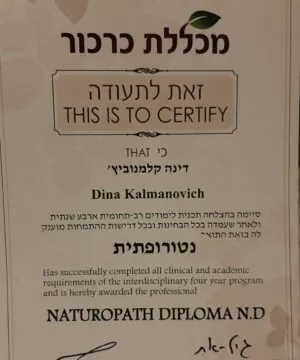 מכללת כרכור
זאת לתעודה
THIS IS TO CERTIFY
כי THAT
דינה קלמנוביץ'
Dina Kalmanovich
סיימה בהצלחה תכנית לימודים רב-תחומית ארבע שנתית
ולאחר שעמדה בכל הבחינות ובכל דרישות ההתמחות מוענק
לה בזאת התואר
נטורופתית
Has successfully completed all clinical and academic
requirements of the interdisciplinary four year program
and is hereby awarded the professional
NATUROPATH DIPLOMA N.D